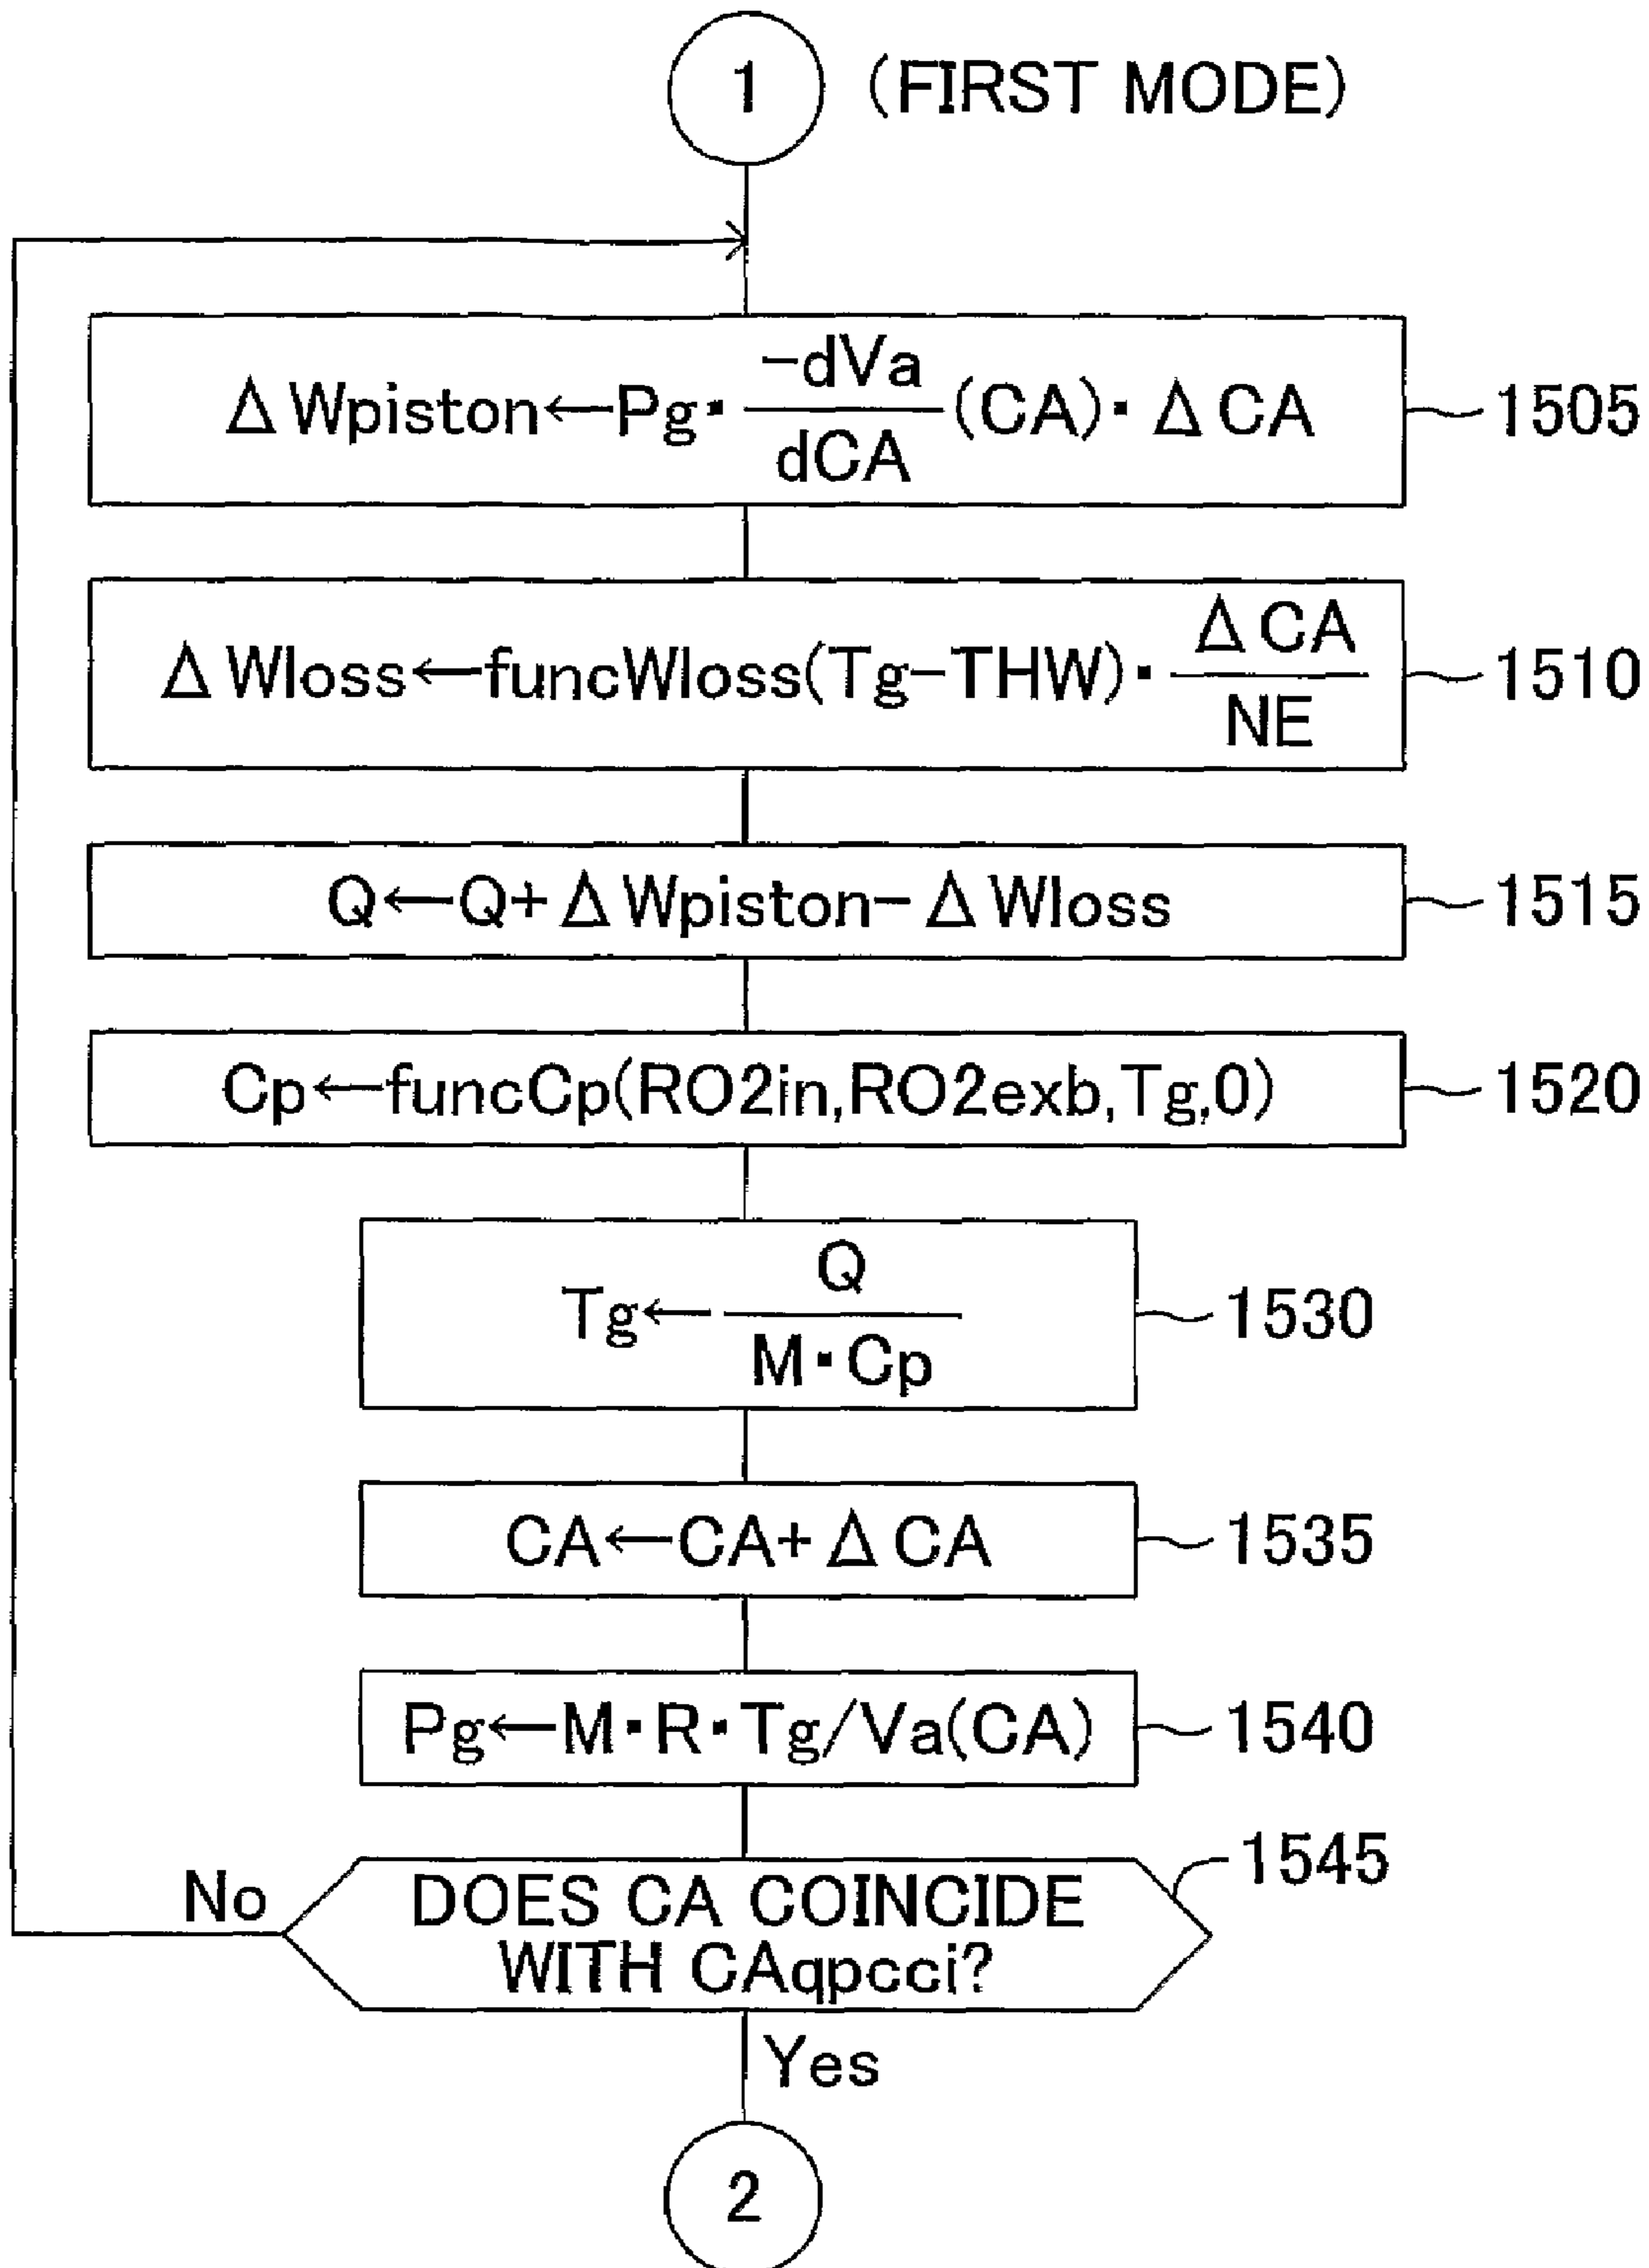 1 (FIRST MODE)
ΔWpiston←Pg・-dVa/dCA(CA)・ΔCA 1505
ΔWloss←funcWloss(Tg-THW)・ΔCA/NE 1510
Q←Q+ΔWpiston-ΔWloss 1515
Cp←funcCp(RO2in,RO2exb,Tg,0) 1520
Tg←Q/M・Cp 1530
CA←CA+ΔCA 1535
Pg←M・R・Tg/Va(CA) 1540
1545
No
DOES CA COINCIDE
WITH CAqpcci?
Yes
2